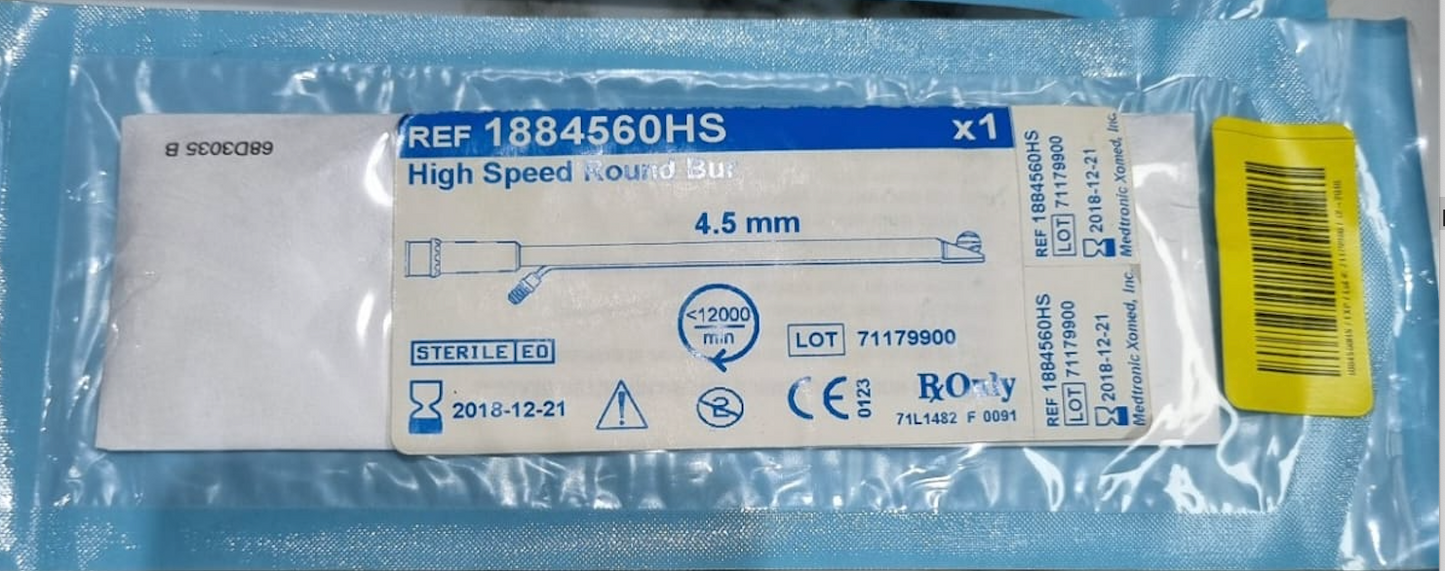 68D3035 B
REF 1884560HS x1
High Speed Round Bur
4.5 mm
<12000
min
STERILE EO
LOT 71179900
2018-12-21
2
CE 0123
Rx Only
71L1482 F 0091
REF 1884560HS
LOT 71179900
2018-12-21
Medtronic Xomed, Inc.
REF 1884560HS
LOT 71179900
2018-12-21
Medtronic Xomed, Inc.